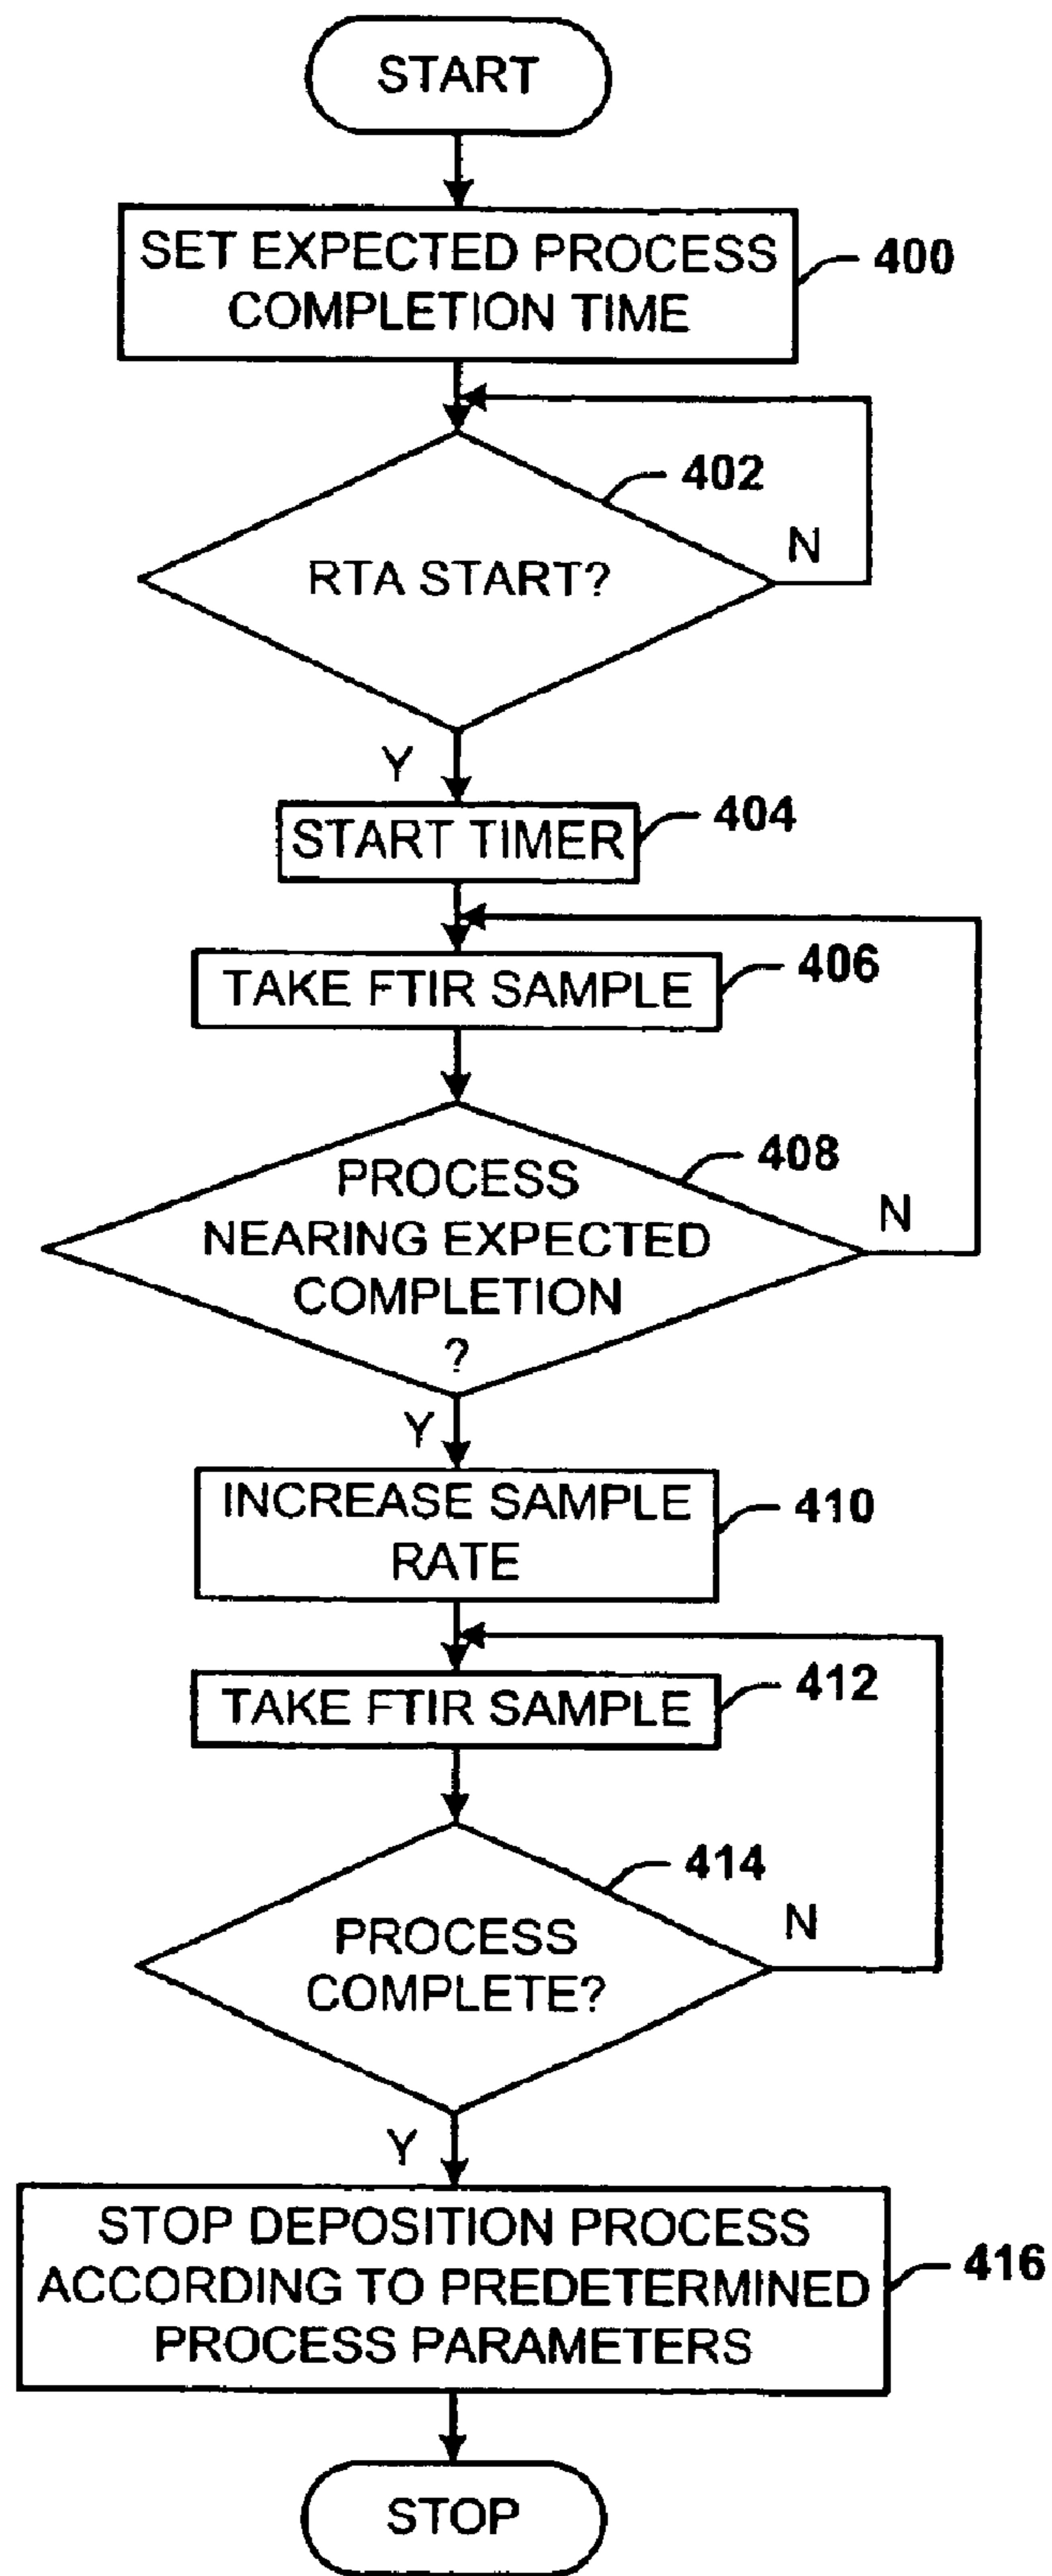 START
SET EXPECTED PROCESS
COMPLETION TIME
400
402
N
RTA START?
Y
START TIMER
404
TAKE FTIR SAMPLE
406
408
PROCESS
NEARING EXPECTED
COMPLETION
?
N
Y
INCREASE SAMPLE
RATE
410
TAKE FTIR SAMPLE
412
414
PROCESS
COMPLETE?
N
Y
STOP DEPOSITION PROCESS
ACCORDING TO PREDETERMINED
PROCESS PARAMETERS
416
STOP